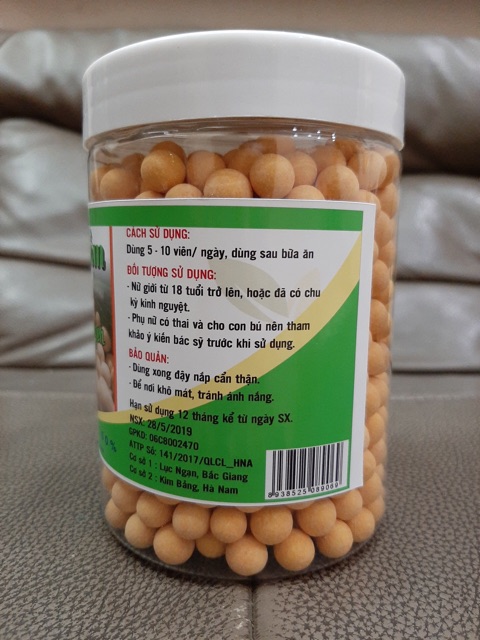 CÁCH SỬ DỤNG:
Dùng 5 - 10 viên/ ngày, dùng sau bữa ăn
ĐỐI TƯỢNG SỬ DỤNG:
- Nữ giới từ 18 tuổi trở lên, hoặc đã có chu
kỳ kinh nguyệt.
- Phụ nữ có thai và cho con bú nên tham
khảo ý kiến bác sỹ trước khi sử dụng.
BẢO QUẢN:
- Dùng xong đậy nắp cẩn thận.
- Để nơi khô mát, tránh ánh nắng.
Hạn sử dụng 12 tháng kể từ ngày SX.
NSX: 28/5/2019
GPKD: 06C8002470
ATTP Số: 141/2017/QLCL_HNA
Cơ sở 1 : Lục Ngạn, Bắc Giang
Cơ sở 2 : Kim Bảng, Hà Nam
8938525089089